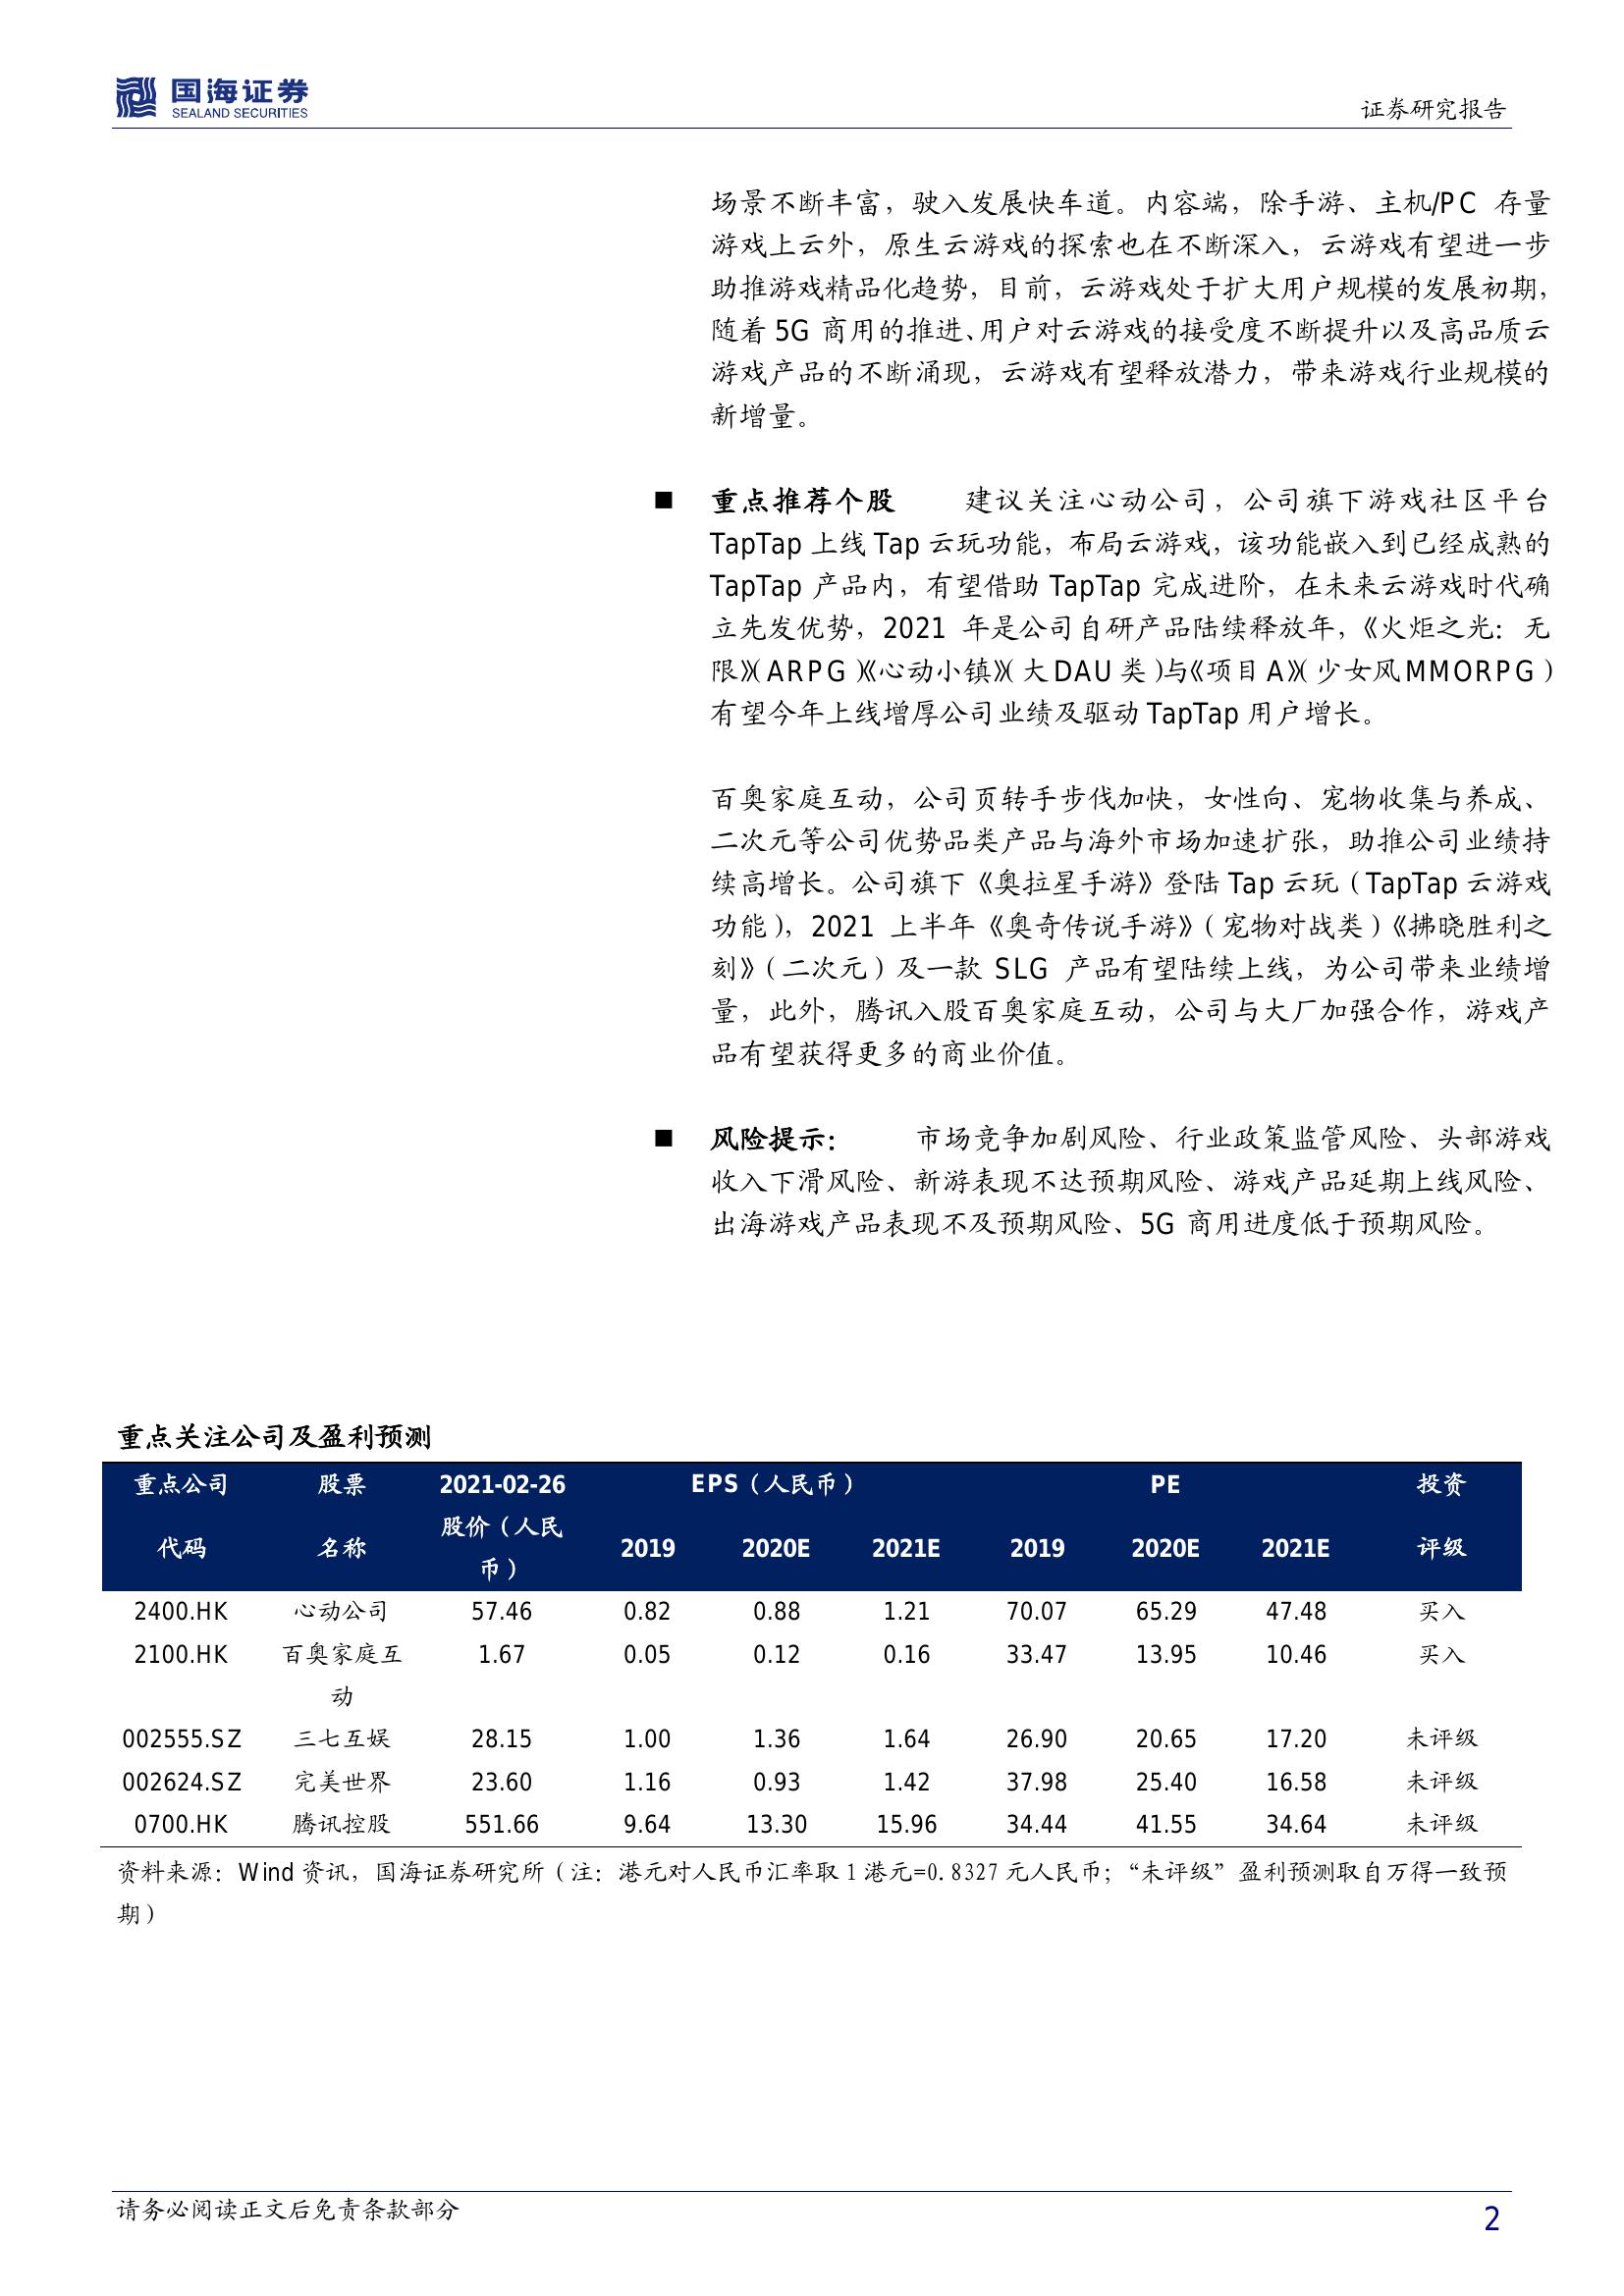 国海证券
SEALAND SECURITIES
证券研究报告
场景不断丰富，驶入发展快车道。内容端，除手游、主机/PC 存量
游戏上云外，原生云游戏的探索也在不断深入，云游戏有望进一步
助推游戏精品化趋势，目前，云游戏处于扩大用户规模的发展初期，
随着 5G 商用的推进、用户对云游戏的接受度不断提升以及高品质云
游戏产品的不断涌现，云游戏有望释放潜力，带来游戏行业规模的
新增量。
■ 重点推荐个股 建议关注心动公司，公司旗下游戏社区平台
TapTap 上线 Tap 云玩功能，布局云游戏，该功能嵌入到已经成熟的
TapTap 产品内，有望借助 TapTap 完成进阶，在未来云游戏时代确
立先发优势，2021 年是公司自研产品陆续释放年，《火炬之光：无
限》（ARPG）《心动小镇》（大 DAU 类）与《项目 A》（少女风 MMORPG）
有望今年上线增厚公司业绩及驱动 TapTap 用户增长。
百奥家庭互动，公司页转手步伐加快，女性向、宠物收集与养成、
二次元等公司优势品类产品与海外市场加速扩张，助推公司业绩持
续高增长。公司旗下《奥拉星手游》登陆 Tap 云玩（TapTap 云游戏
功能），2021 上半年《奥奇传说手游》（宠物对战类）《拂晓胜利之
刻》（二次元）及一款 SLG 产品有望陆续上线，为公司带来业绩增
量，此外，腾讯入股百奥家庭互动，公司与大厂加强合作，游戏产
品有望获得更多的商业价值。
■ 风险提示： 市场竞争加剧风险、行业政策监管风险、头部游戏
收入下滑风险、新游表现不达预期风险、游戏产品延期上线风险、
出海游戏产品表现不及预期风险、5G 商用进度低于预期风险。
重点关注公司及盈利预测
重点公司 股票 2021-02-26 EPS（人民币） PE 投资
代码 名称 股价（人民 2019 2020E 2021E 2019 2020E 2021E 评级
币）
2400.HK 心动公司 57.46 0.82 0.88 1.21 70.07 65.29 47.48 买入
2100.HK 百奥家庭互 1.67 0.05 0.12 0.16 33.47 13.95 10.46 买入
动
002555.SZ 三七互娱 28.15 1.00 1.36 1.64 26.90 20.65 17.20 未评级
002624.SZ 完美世界 23.60 1.16 0.93 1.42 37.98 25.40 16.58 未评级
0700.HK 腾讯控股 551.66 9.64 13.30 15.96 34.44 41.55 34.64 未评级
资料来源：Wind 资讯，国海证券研究所（注：港元对人民币汇率取 1 港元=0.8327 元人民币；“未评级”盈利预测取自万得一致预
期）
请务必阅读正文后免责条款部分
2